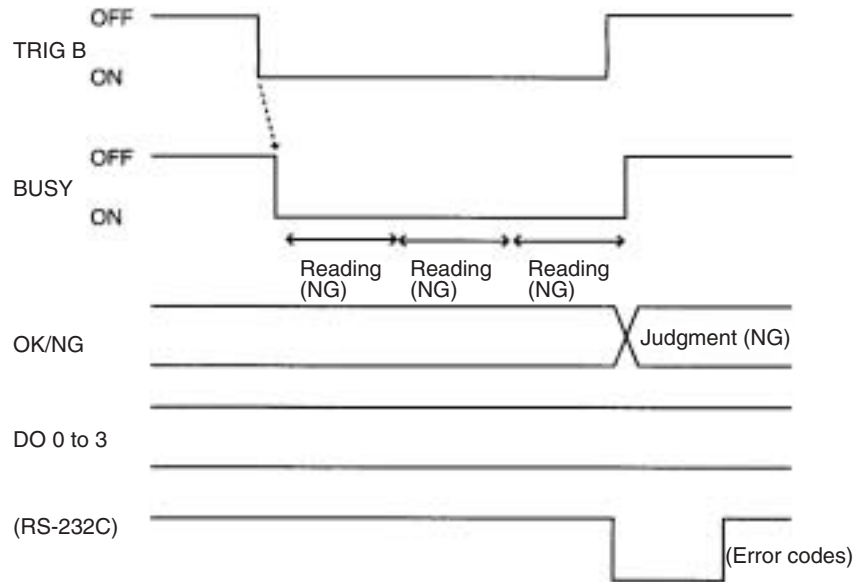 OFF
TRIG B
ON
OFF
BUSY
ON
Reading Reading Reading
(NG) (NG) (NG)
OK/NG
Judgment (NG)
DO 0 to 3
(RS-232C)
(Error codes)